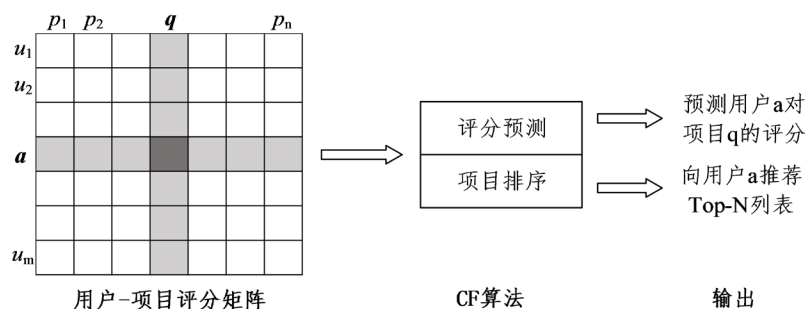 p1 p2 q pn
u1
u2
a
um
用户-项目评分矩阵
评分预测
项目排序
CF算法
预测用户a对
项目q的评分
向用户a推荐
Top-N列表
输出